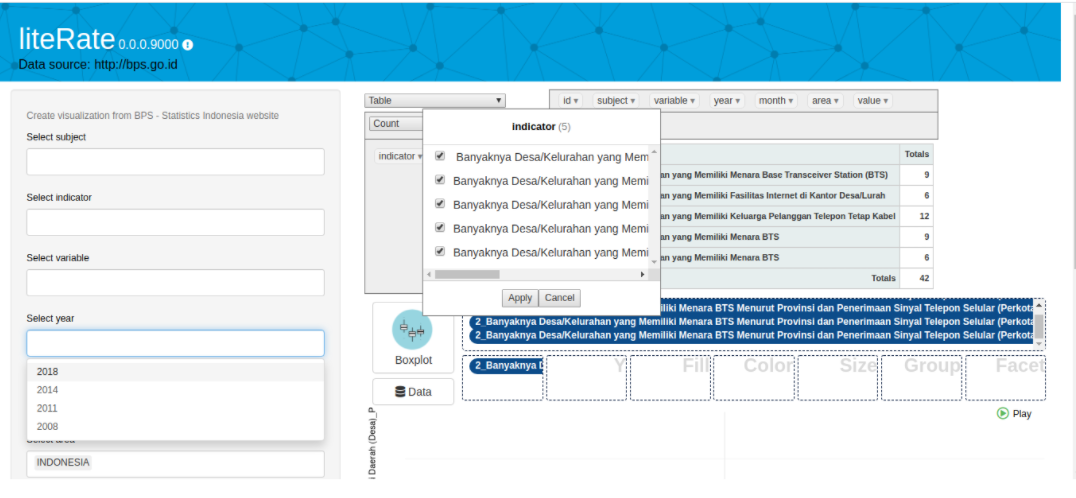 liteRate 0.0.0.9000
Data source: http://bps.go.id
Create visualization from BPS - Statistics Indonesia website
Select subject
Select indicator
Select variable
Select year
2018
2014
2011
2008
INDONESIA
Table
id subject variable year month area value
Count
indicator
indicator (5)
Banyaknya Desa/Kelurahan yang Mem
Banyaknya Desa/Kelurahan yang Memi
Banyaknya Desa/Kelurahan yang Memi
Banyaknya Desa/Kelurahan yang Memi
Banyaknya Desa/Kelurahan yang Memi
Apply Cancel
Totals
an yang Memiliki Menara Base Transceiver Station (BTS) 9
an yang Memiliki Fasilitas Internet di Kantor Desa/Lurah 6
an yang Memiliki Keluarga Pelanggan Telepon Tetap Kabel 12
an yang Memiliki Menara BTS 9
an yang Memiliki Menara BTS 6
Totals 42
Boxplot
Data
liki Menara BTS Menurut Provinsi dan Penerimaan Sinyal Telepon Selular (Perkota
2_Banyaknya Desa/Kelurahan yang Memiliki Menara BTS Menurut Provinsi dan Penerimaan Sinyal Telepon Selular (Perkota
2_Banyaknya Desa/Kelurahan yang Memiliki Menara BTS Menurut Provinsi dan Penerimaan Sinyal Telepon Selular (Perkota
2_Banyaknya D Y Fill Color Size Group Facet
Play
i Daerah (Desa)_P